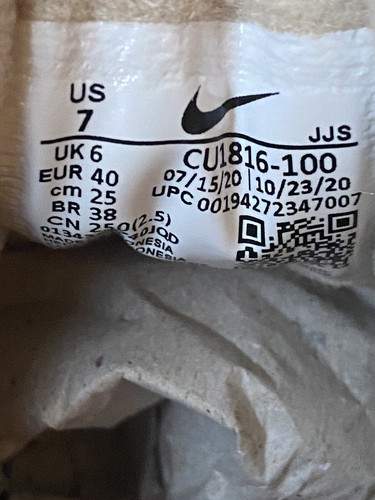 US
7
JJS
UK 6
CU1816-100
EUR 40
07/15/20 | 10/23/20
cm 25
UPC 00194272347007
BR 38
CN 250(2.5)